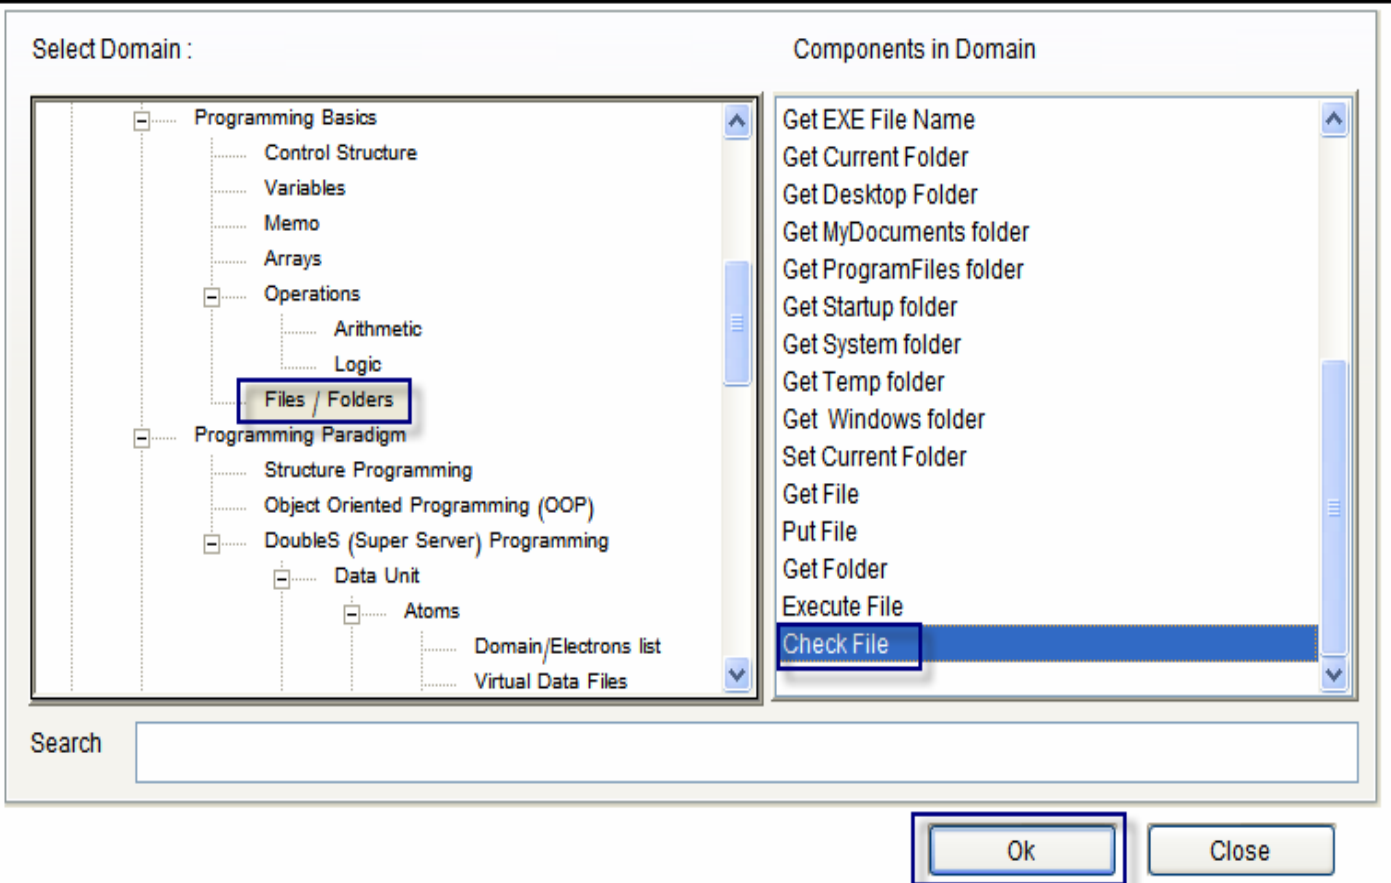 Select Domain :
Programming Basics
Control Structure
Variables
Memo
Arrays
Operations
Arithmetic
Logic
Files / Folders
Programming Paradigm
Structure Programming
Object Oriented Programming (OOP)
DoubleS (Super Server) Programming
Data Unit
Atoms
Domain/Electrons list
Virtual Data Files
Components in Domain
Get EXE File Name
Get Current Folder
Get Desktop Folder
Get MyDocuments folder
Get ProgramFiles folder
Get Startup folder
Get System folder
Get Temp folder
Get  Windows folder
Set Current Folder
Get File
Put File
Get Folder
Execute File
Check File
Search
Ok
Close